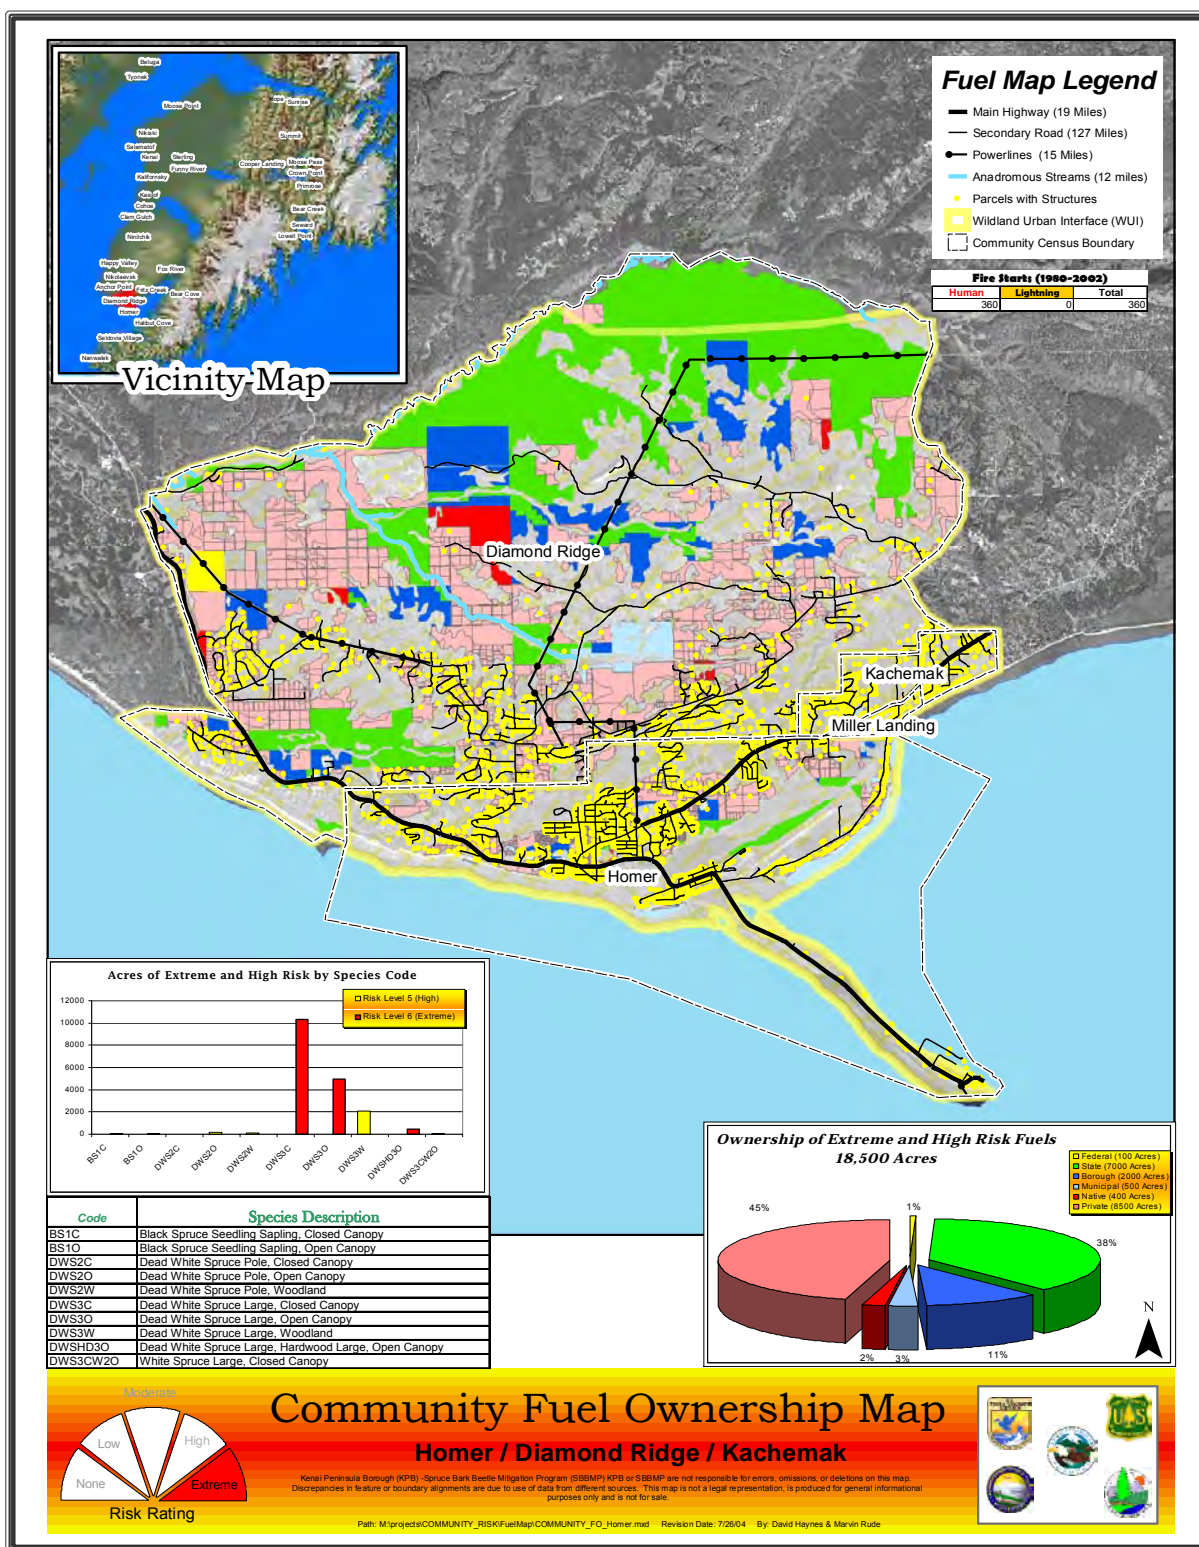 Beluga
Tyonek
Moose Point
Hope
Sunrise
Nikiski
Summit
Salamatof
Kenai
Sterling
Cooper Landing
Moose Pass
Funny River
Crown Point
Kalifornsky
Primrose
Kasilof
Cohoe
Bear Creek
Clam Gulch
Seward
Lowell Point
Ninilchik
Happy Valley
Fox River
Nikolaevsk
Anchor Point
Fritz Creek
Bear Cove
Diamond Ridge
Homer
Halibut Cove
Seldovia Village
Nanwalek
Vicinity Map
Fuel Map Legend
Main Highway (19 Miles)
Secondary Road (127 Miles)
Powerlines (15 Miles)
Anadromous Streams (12 miles)
Parcels with Structures
Wildland Urban Interface (WUI)
Community Census Boundary
Fire Starts (1980-2002)
Human Lightning Total
360 0 360
Diamond Ridge
Kachemak
Miller Landing
Homer
Acres of Extreme and High Risk by Species Code
12000
10000
8000
6000
4000
2000
0
Risk Level 5 (High)
Risk Level 6 (Extreme)
BS1C BS1O DWS2C DWS2O DWS2W DWS3C DWS3O DWS3W DWSHD3O DWS3CW2O
Code Species Description
BS1C Black Spruce Seedling Sapling, Closed Canopy
BS1O Black Spruce Seedling Sapling, Open Canopy
DWS2C Dead White Spruce Pole, Closed Canopy
DWS2O Dead White Spruce Pole, Open Canopy
DWS2W Dead White Spruce Pole, Woodland
DWS3C Dead White Spruce Large, Closed Canopy
DWS3O Dead White Spruce Large, Open Canopy
DWS3W Dead White Spruce Large, Woodland
DWSHD3O Dead White Spruce Large, Hardwood Large, Open Canopy
DWS3CW2O White Spruce Large, Closed Canopy
Ownership of Extreme and High Risk Fuels
18,500 Acres
Federal (100 Acres)
State (7000 Acres)
Borough (2000 Acres)
Municipal (500 Acres)
Native (400 Acres)
Private (8500 Acres)
45%
1%
38%
11%
3%
2%
N
Moderate
Low
High
None
Extreme
Risk Rating
Community Fuel Ownership Map
Homer / Diamond Ridge / Kachemak
Kenai Peninsula Borough (KPB) -Spruce Bark Beetle Mitigation Program (SBBMP) KPB or SBBMP are not responsible for errors, omissions, or deletions on this map.
Discrepancies in feature or boundary alignments are due to use of data from different sources. This map is not a legal representation, is produced for general informational
purposes only and is not for sale.
Path: M:\projects\COMMUNITY_RISK\FuelMap\COMMUNITY_FO_Homer.mxd Revision Date: 7/26/04 By: David Haynes & Marvin Rude
U S